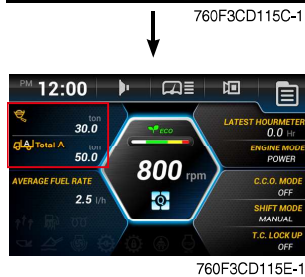 760F3CD115C-1
PM 12:00
ton
30.0
Total Λ
ton
50.0
AVERAGE FUEL RATE
2.5 l/h
ECO
800 rpm
LATEST HOURMETER
0.0 Hr
ENGINE MODE
POWER
C.C.O. MODE
OFF
SHIFT MODE
MANUAL
T.C. LOCK UP
OFF
760F3CD115E-1